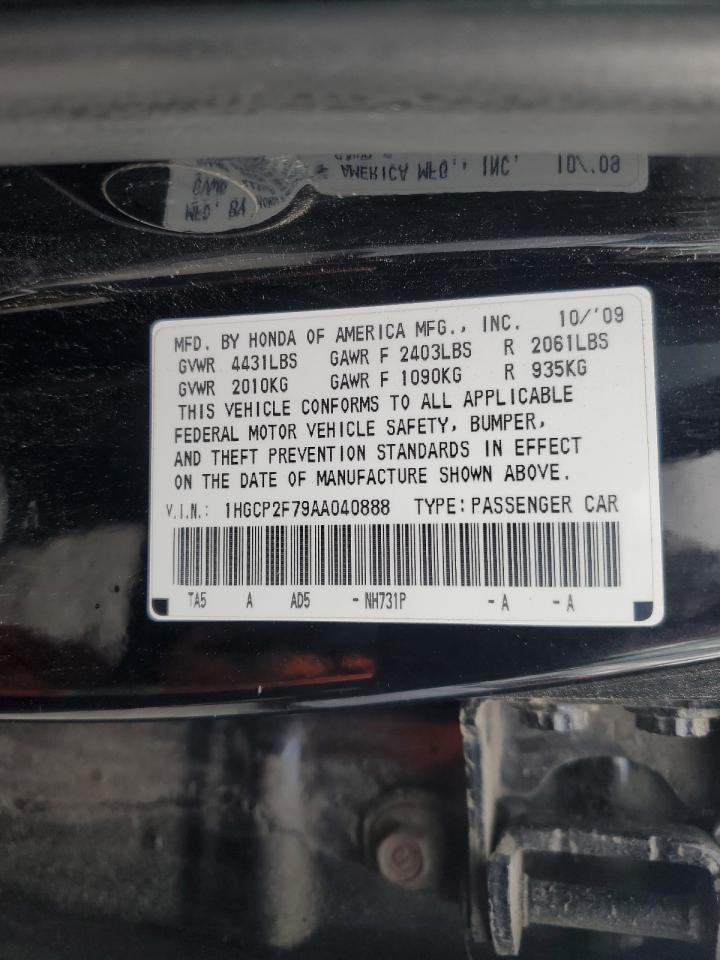 MFD. BY HONDA OF AMERICA MFG., INC. 10/'09
GVWR 4431LBS GAWR F 2403LBS R 2061LBS
GVWR 2010KG GAWR F 1090KG R 935KG
THIS VEHICLE CONFORMS TO ALL APPLICABLE
FEDERAL MOTOR VEHICLE SAFETY, BUMPER,
AND THEFT PREVENTION STANDARDS IN EFFECT
ON THE DATE OF MANUFACTURE SHOWN ABOVE.
V.I.N.: 1HGCP2F79AA040888 TYPE: PASSENGER CAR
TA5 A AD5 - NH731P - A - A